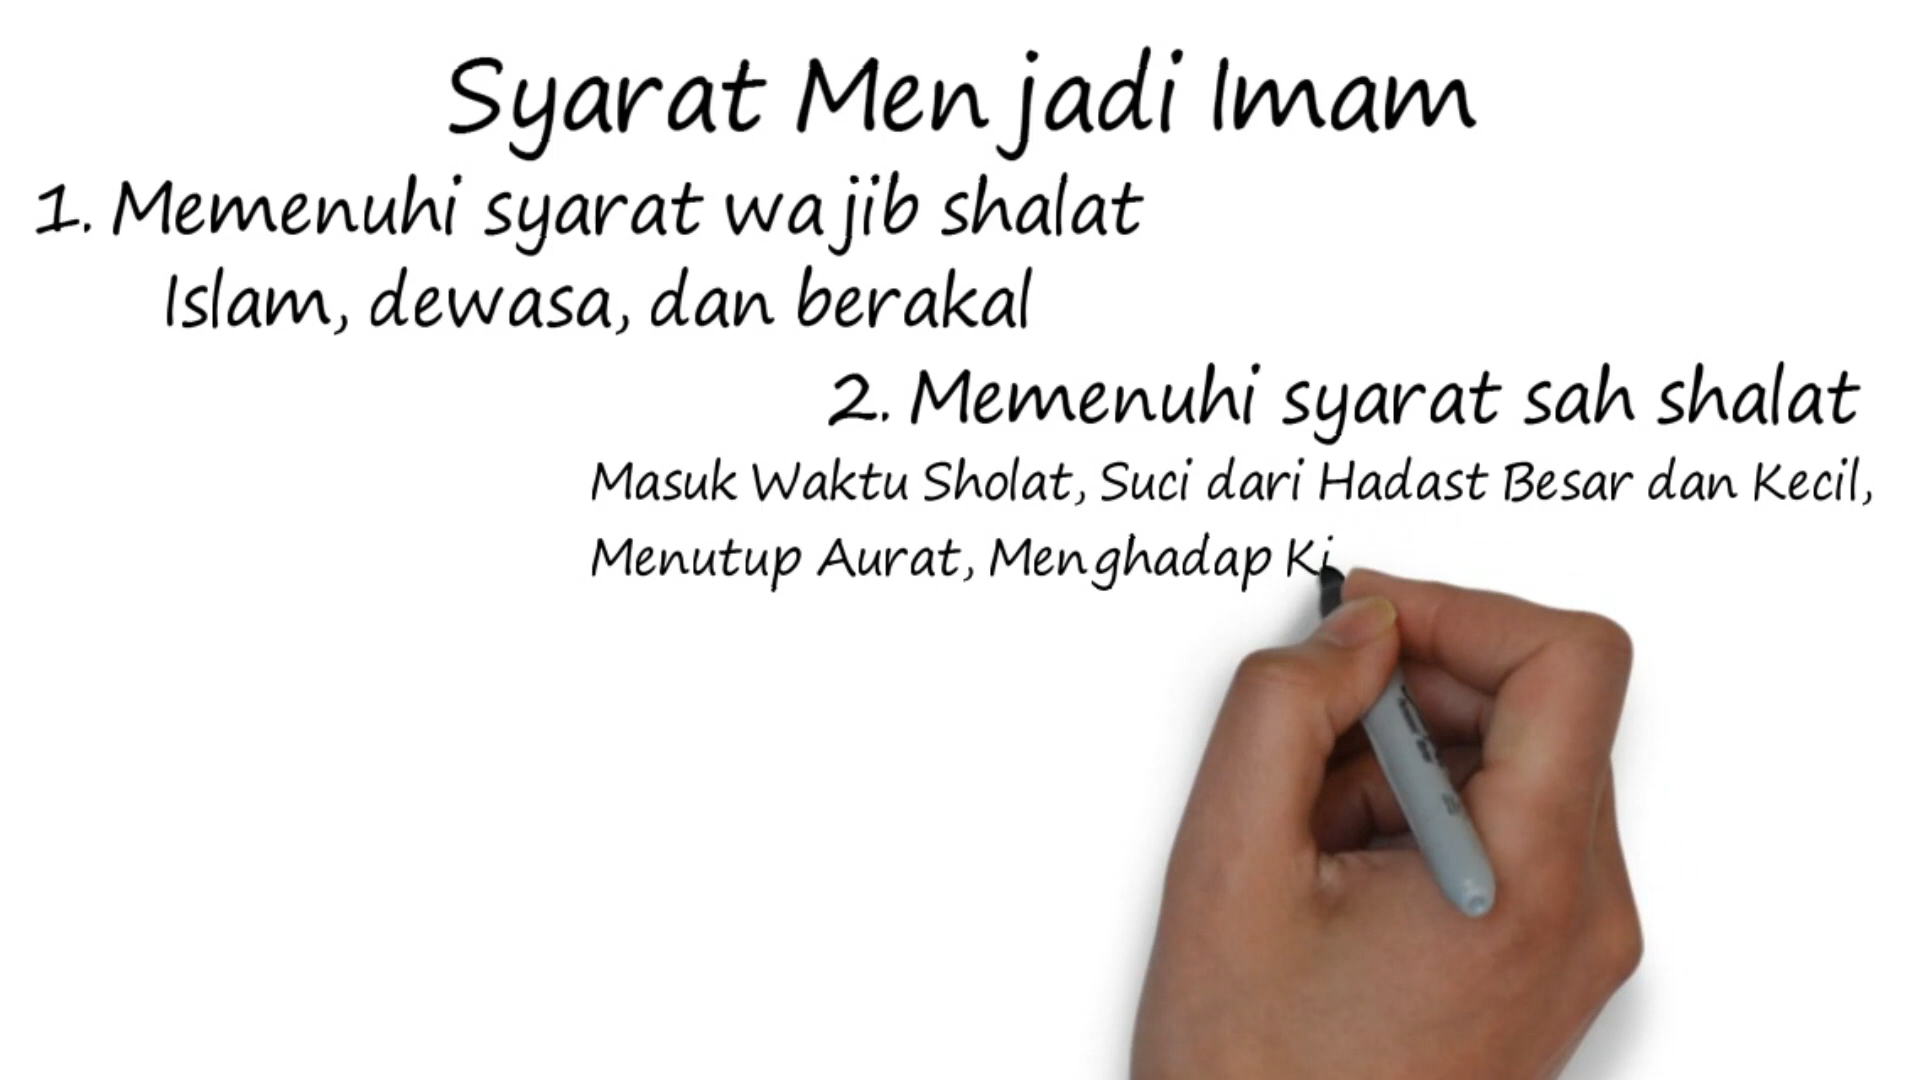 Syarat Menjadi Imam
1. Memenuhi syarat wajib shalat
Islam, dewasa, dan berakal
2. Memenuhi syarat sah shalat
Masuk Waktu Sholat, Suci dari Hadast Besar dan Kecil,
Menutup Aurat, Menghadap Ki